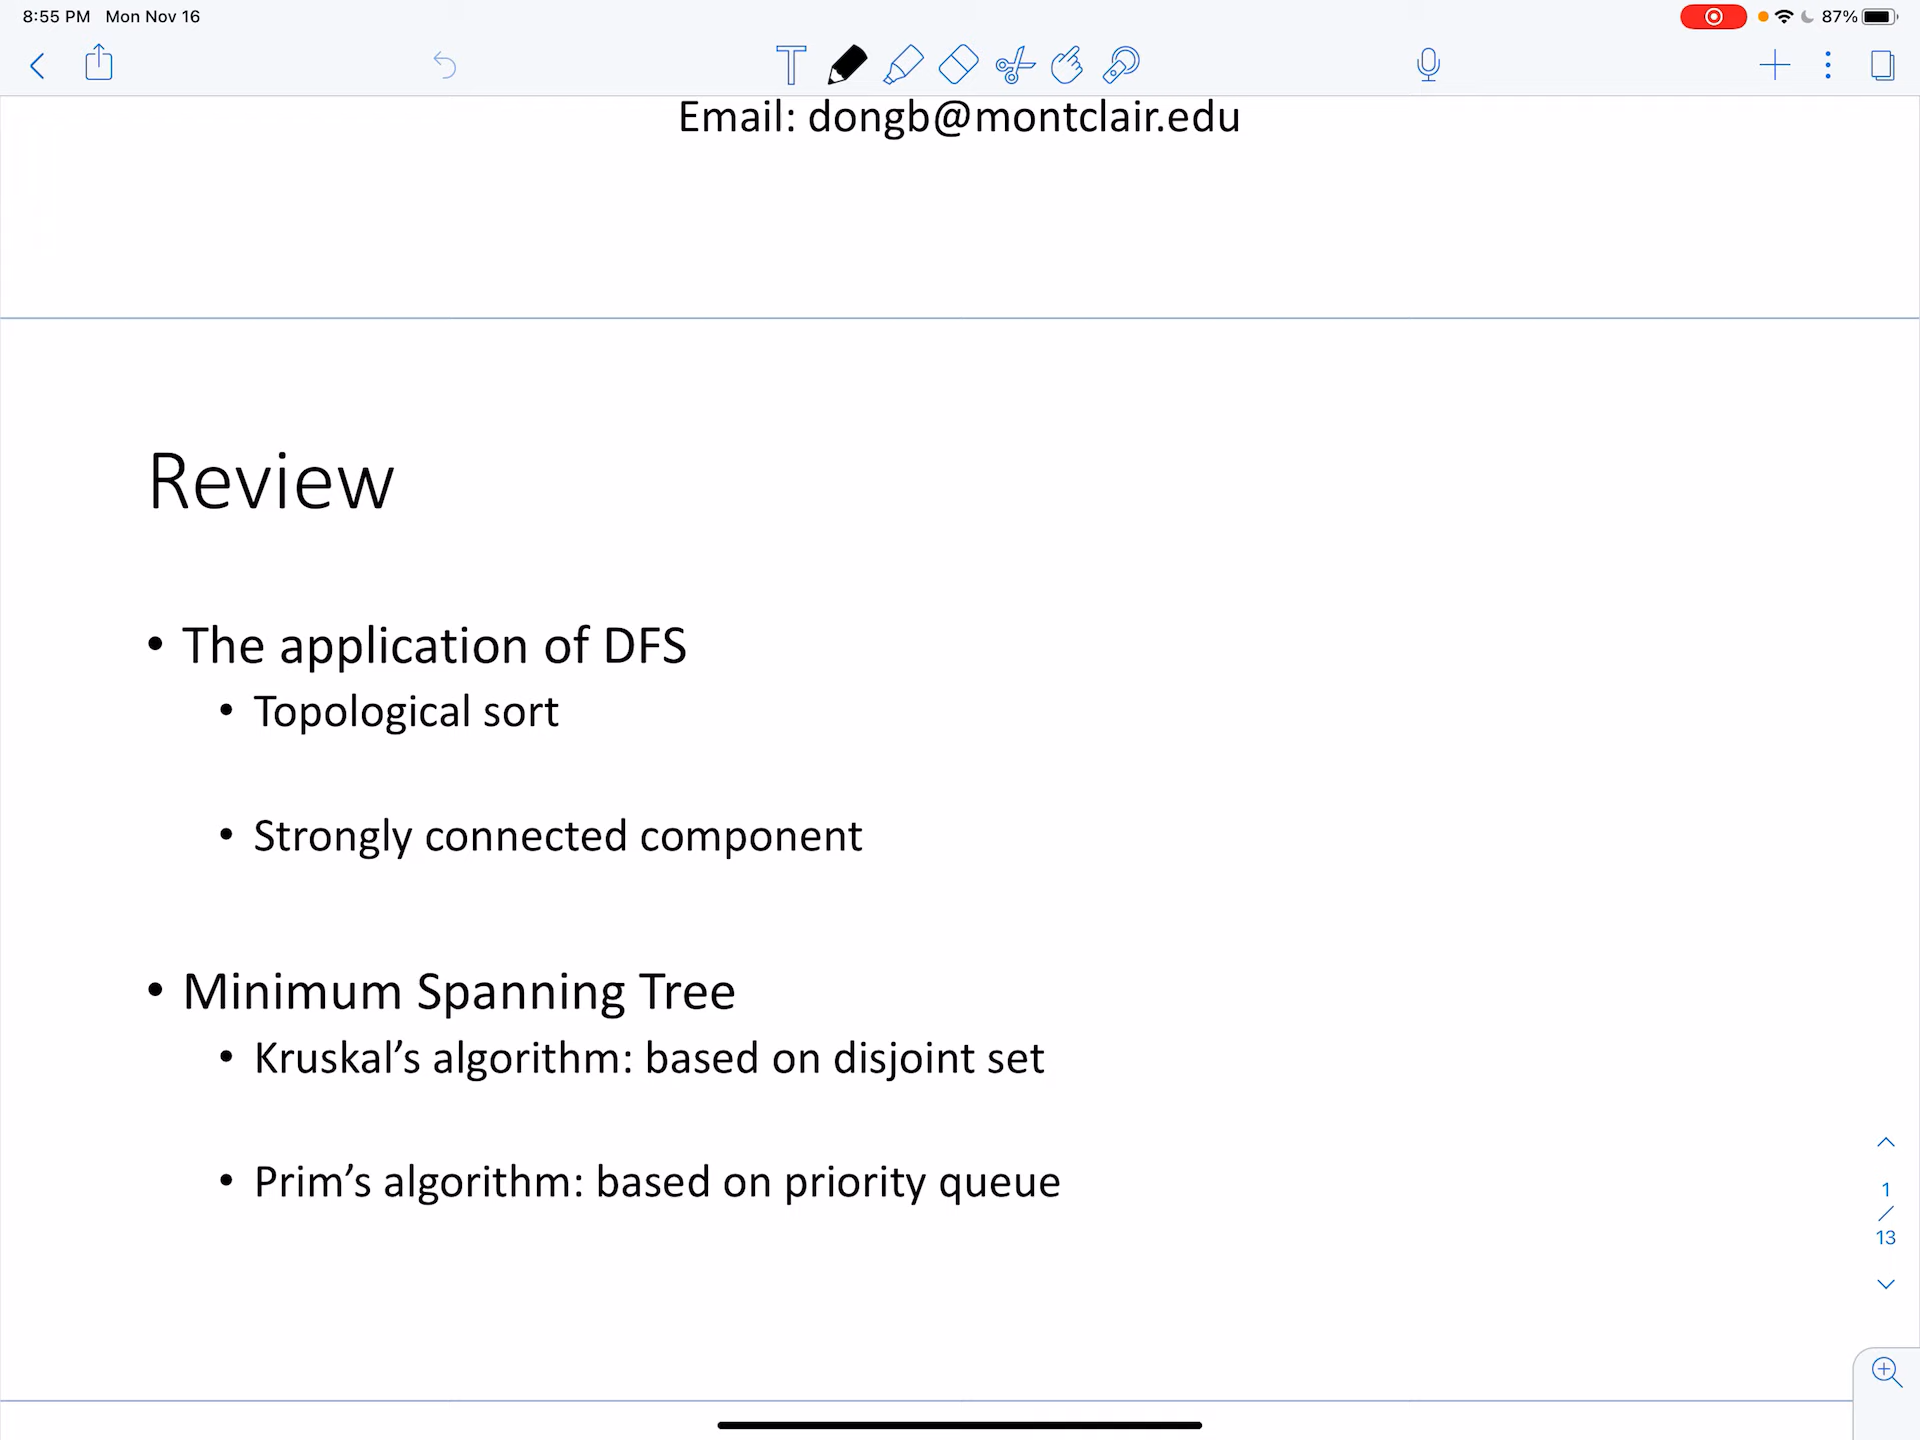 8:55 PM Mon Nov 16
87%
Email: dongb@montclair.edu
Review
• The application of DFS
• Topological sort
• Strongly connected component
• Minimum Spanning Tree
• Kruskal’s algorithm: based on disjoint set
• Prim’s algorithm: based on priority queue
1
/
13